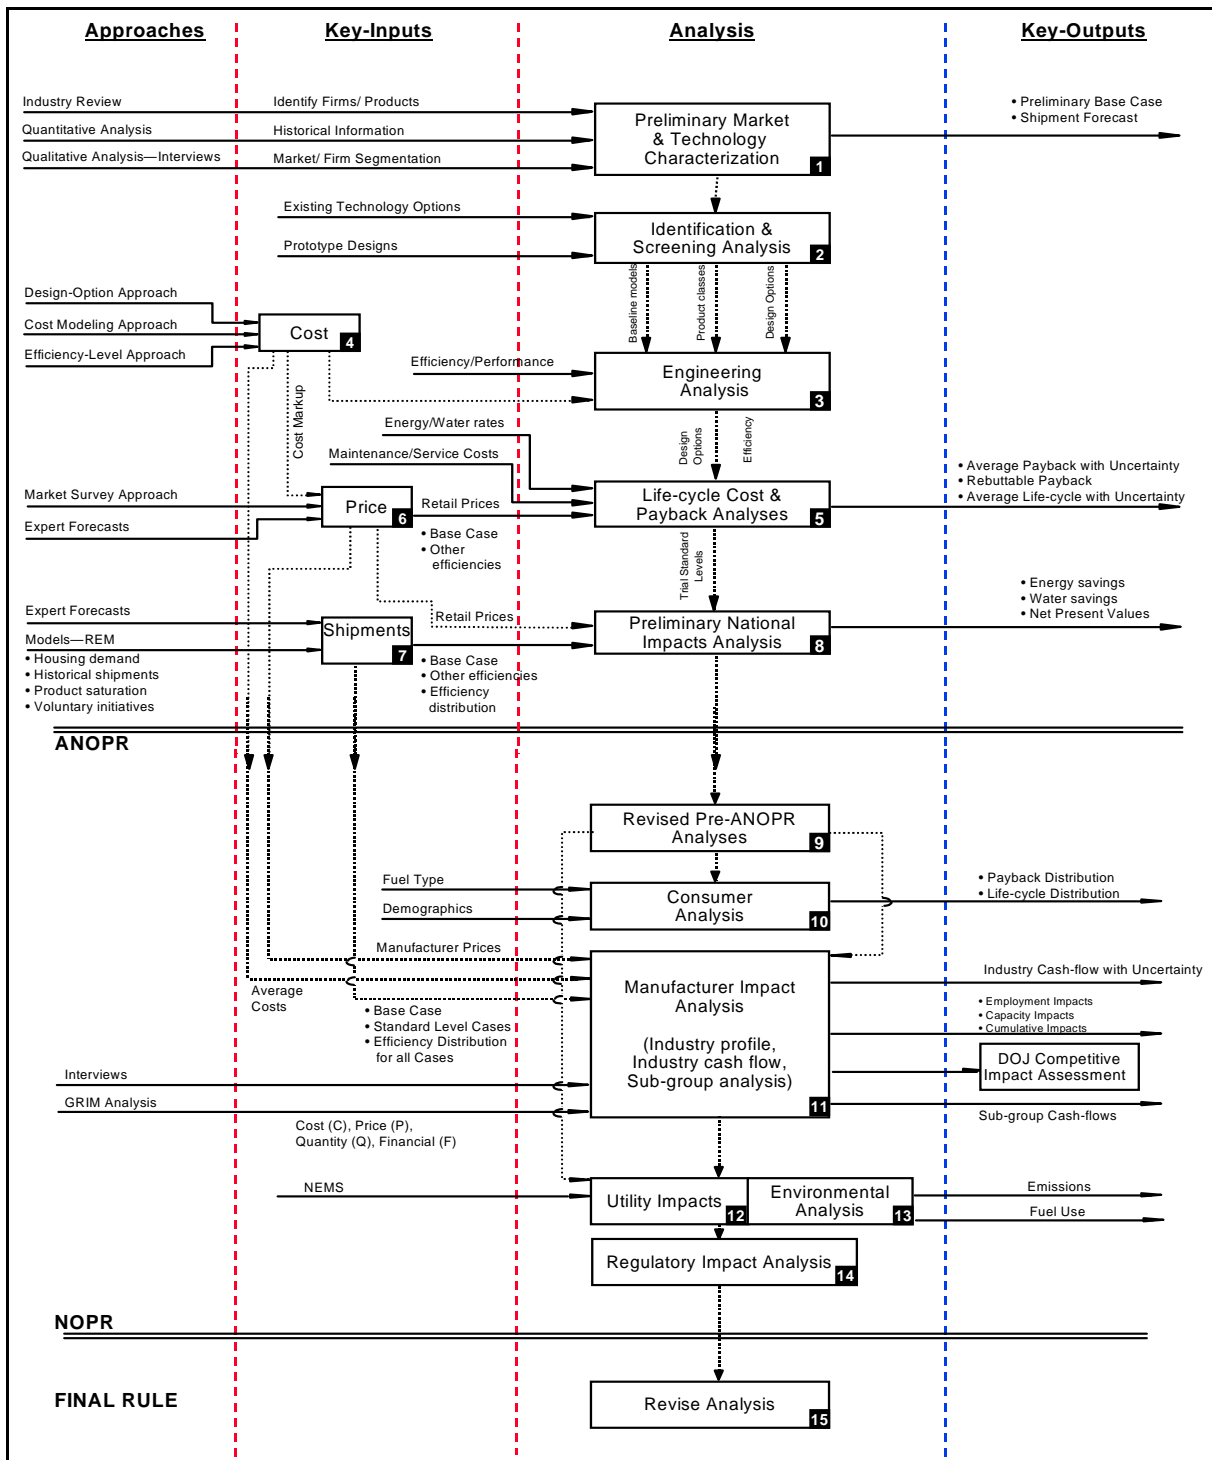 Approaches
Key-Inputs
Analysis
Key-Outputs
Industry Review
Identify Firms/ Products
Quantitative Analysis
Historical Information
Qualitative Analysis—Interviews
Market/ Firm Segmentation
Preliminary Market
& Technology
Characterization
1
• Preliminary Base Case
• Shipment Forecast
Existing Technology Options
Prototype Designs
Identification &
Screening Analysis
2
Baseline models
Product classes
Design Options
Design-Option Approach
Cost Modeling Approach
Efficiency-Level Approach
Cost
4
Efficiency/Performance
Engineering
Analysis
3
Cost Markup
Design
Options
Efficiency
Energy/Water rates
Maintenance/Service Costs
Market Survey Approach
Expert Forecasts
Price
6
Retail Prices
• Base Case
• Other
efficiencies
Life-cycle Cost &
Payback Analyses
5
• Average Payback with Uncertainty
• Rebuttable Payback
• Average Life-cycle with Uncertainty
Trial Standard
Levels
Expert Forecasts
Models—REM
• Housing demand
• Historical shipments
• Product saturation
• Voluntary initiatives
Shipments
7
Retail Prices
• Base Case
• Other efficiencies
• Efficiency
distribution
Preliminary National
Impacts Analysis
8
• Energy savings
• Water savings
• Net Present Values
ANOPR
Revised Pre-ANOPR
Analyses
9
Fuel Type
Demographics
Consumer
Analysis
10
• Payback Distribution
• Life-cycle Distribution
Manufacturer Prices
Average
Costs
• Base Case
• Standard Level Cases
• Efficiency Distribution
for all Cases
Manufacturer Impact
Analysis
(Industry profile,
Industry cash flow,
Sub-group analysis)
11
Industry Cash-flow with Uncertainty
• Employment Impacts
• Capacity Impacts
• Cumulative Impacts
DOJ Competitive
Impact Assessment
Sub-group Cash-flows
Interviews
GRIM Analysis
Cost (C), Price (P),
Quantity (Q), Financial (F)
NEMS
Utility Impacts
12
Environmental
Analysis
13
Emissions
Fuel Use
Regulatory Impact Analysis
14
NOPR
FINAL RULE
Revise Analysis
15